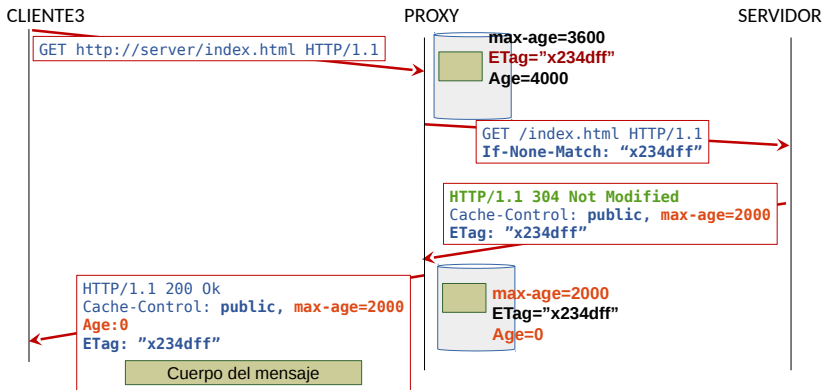 CLIENTE3
PROXY
SERVIDOR
GET http://server/index.html HTTP/1.1
max-age=3600
ETag=”x234dff”
Age=4000
GET /index.html HTTP/1.1
If-None-Match: “x234dff”
HTTP/1.1 304 Not Modified
Cache-Control: public, max-age=2000
ETag: ”x234dff”
HTTP/1.1 200 Ok
Cache-Control: public, max-age=2000
Age:0
ETag: ”x234dff”
Cuerpo del mensaje
max-age=2000
ETag=”x234dff”
Age=0